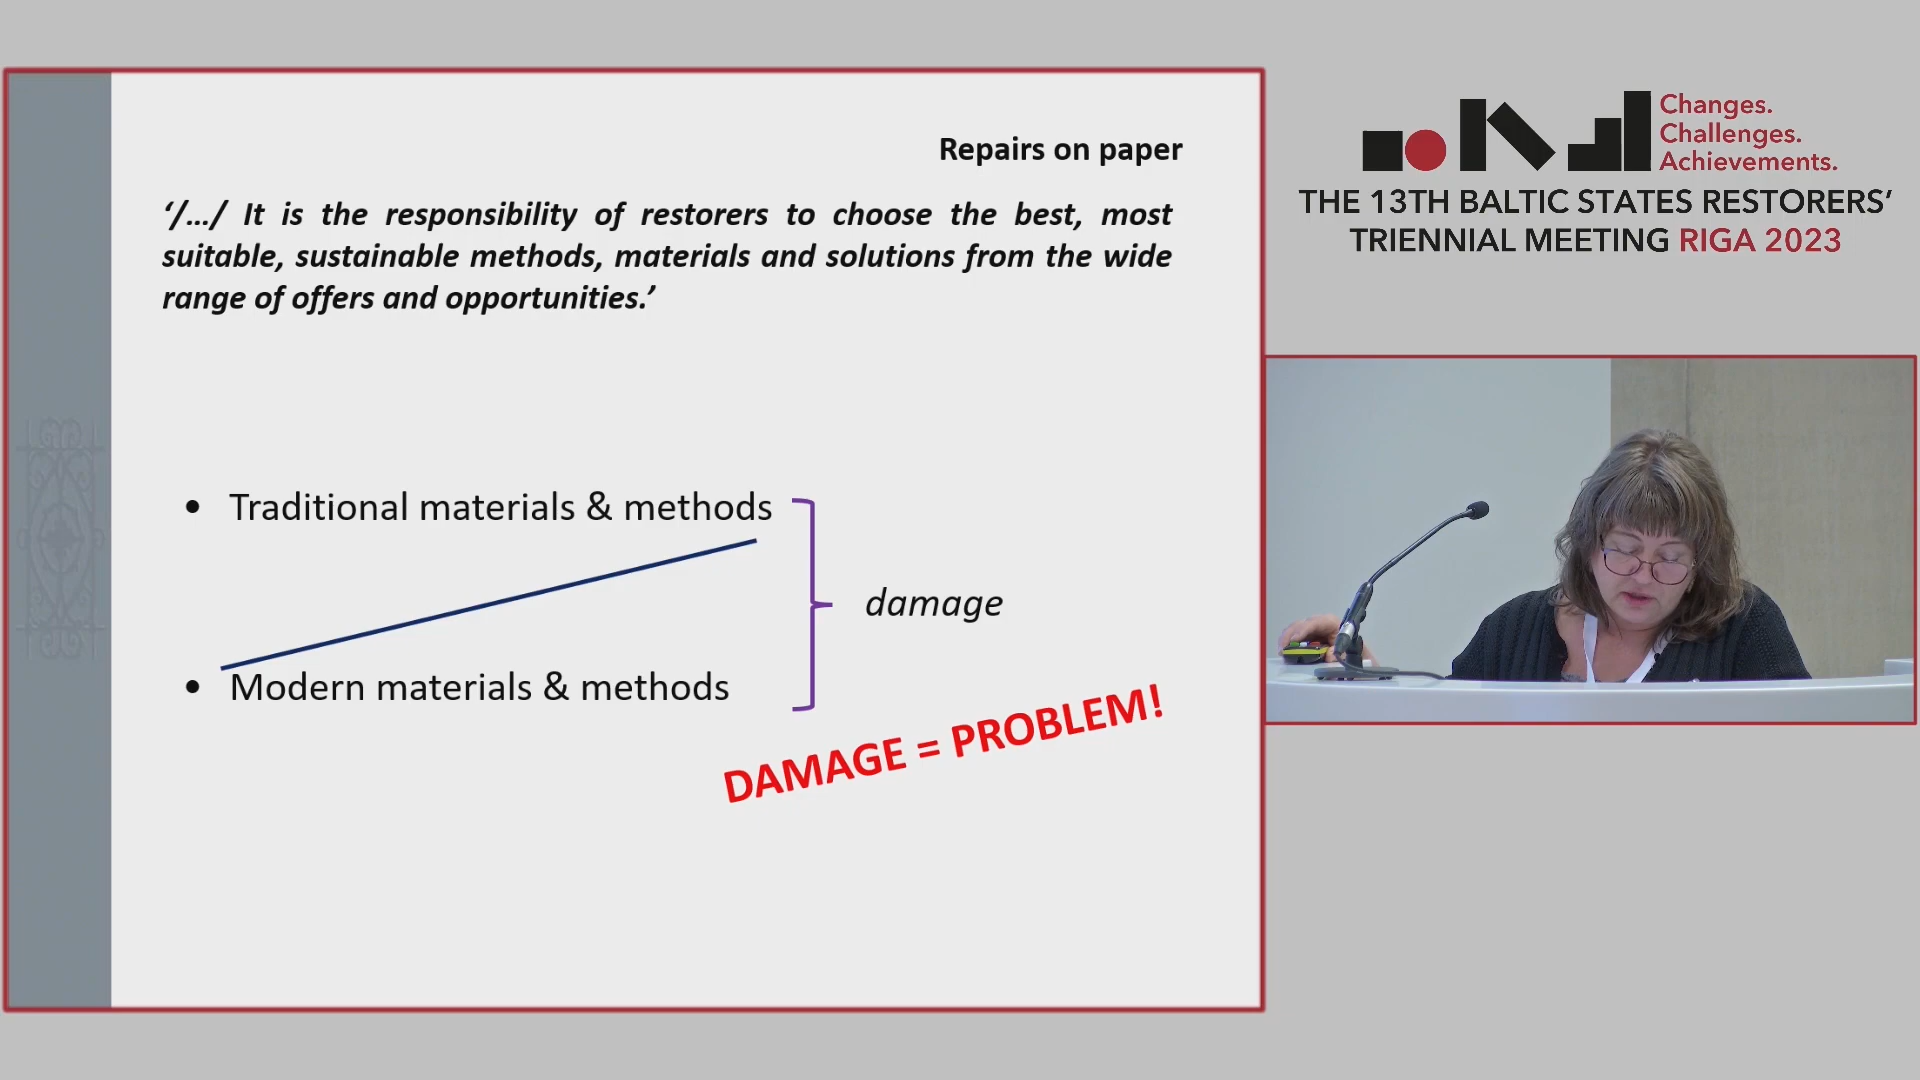 Repairs on paper
‘/…/ It is the responsibility of restorers to choose the best, most
suitable, sustainable methods, materials and solutions from the wide
range of offers and opportunities.’
• Traditional materials & methods
damage
• Modern materials & methods
DAMAGE = PROBLEM!
Changes.
Challenges.
Achievements.
THE 13TH BALTIC STATES RESTORERS’
TRIENNIAL MEETING RIGA 2023